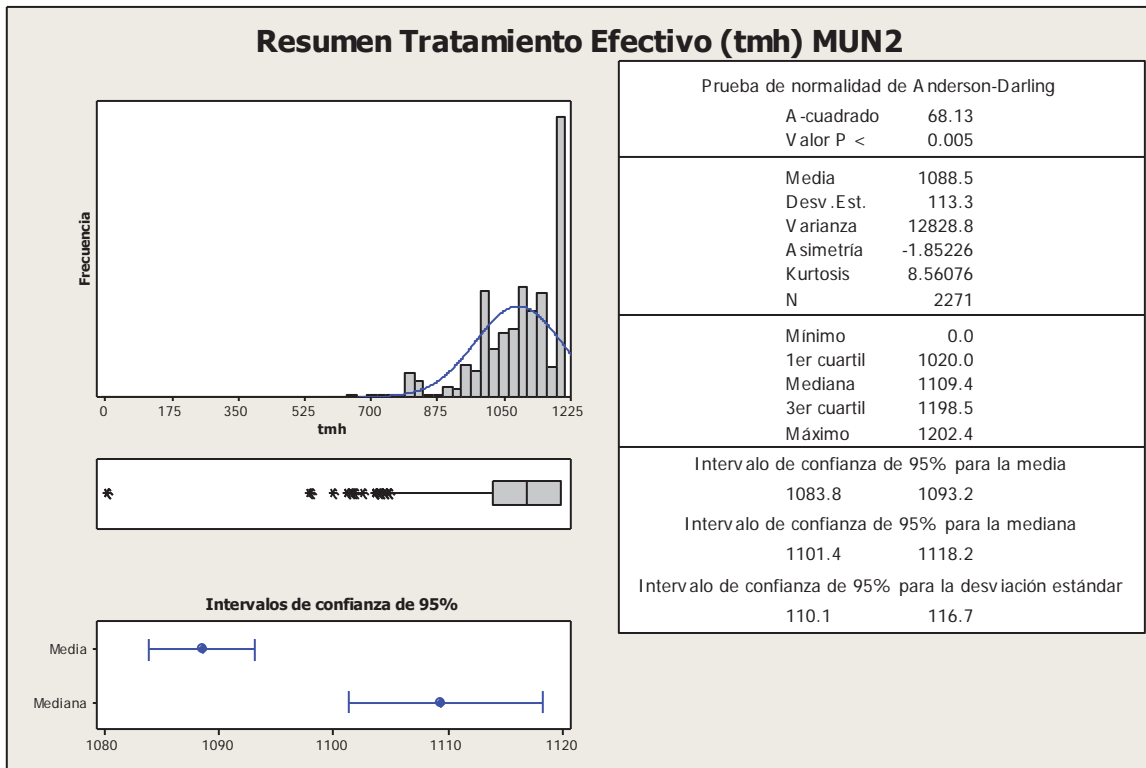 Resumen Tratamiento Efectivo (tmh) MUN2
Frecuencia
0 175 350 525 700 875 1050 1225
tmh
Intervalos de confianza de 95%
Media
Mediana
1080 1090 1100 1110 1120
Prueba de normalidad de Anderson-Darling
A-cuadrado 68.13
Valor P < 0.005
Media 1088.5
Desv.Est. 113.3
Varianza 12828.8
Asimetría -1.85226
Kurtosis 8.56076
N 2271
Mínimo 0.0
1er cuartil 1020.0
Mediana 1109.4
3er cuartil 1198.5
Máximo 1202.4
Intervalo de confianza de 95% para la media
1083.8 1093.2
Intervalo de confianza de 95% para la mediana
1101.4 1118.2
Intervalo de confianza de 95% para la desviación estándar
110.1 116.7